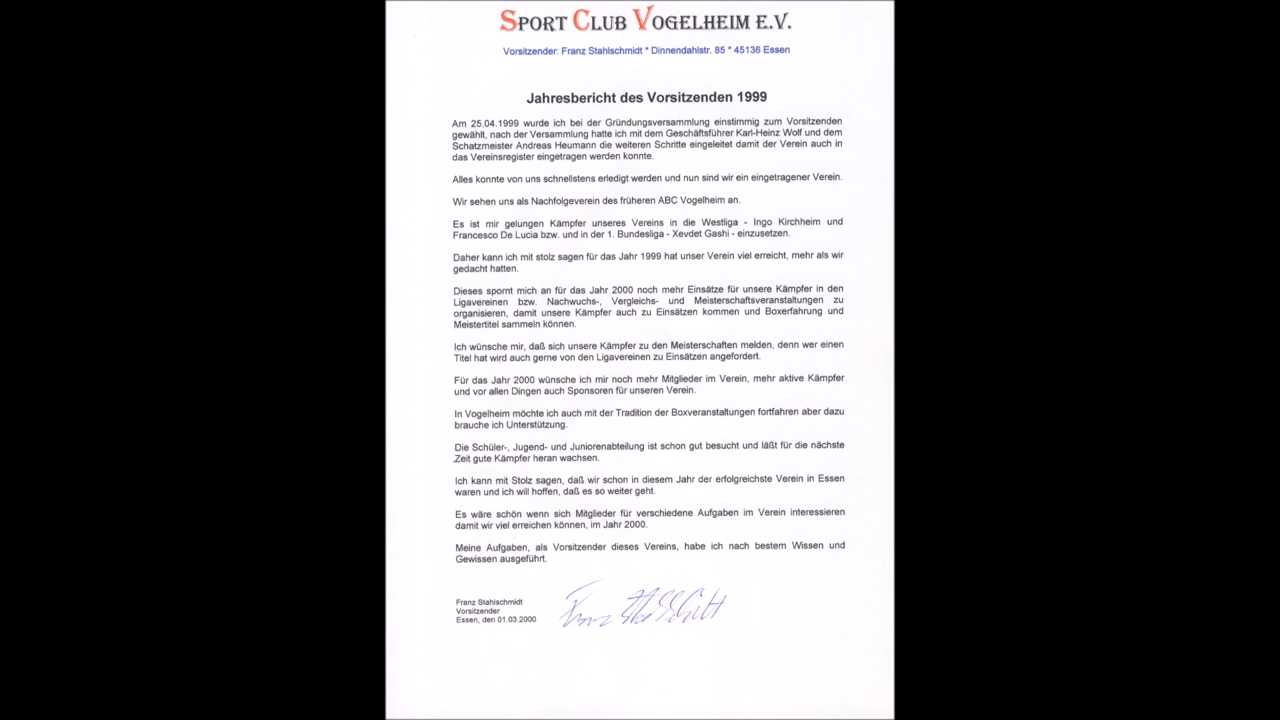 SPORT CLUB VOGELHEIM E.V.
Vorsitzender: Franz Stahlschmidt * Dinnendahlstr. 85 * 45136 Essen
Jahresbericht des Vorsitzenden 1999
Am 25.04.1999 wurde ich bei der Gründungsversammlung einstimmig zum Vorsitzenden
gewählt, nach der Versammlung hatte ich mit dem Geschäftsführer Karl-Heinz Wolf und dem
Schatzmeister Andreas Heumann die weiteren Schritte eingeleitet damit der Verein auch in
das Vereinsregister eingetragen werden konnte.
Alles konnte von uns schnellstens erledigt werden und nun sind wir ein eingetragener Verein.
Wir sehen uns als Nachfolgeverein des früheren ABC Vogelheim an.
Es ist mir gelungen Kämpfer unseres Vereins in die Westliga - Ingo Kirchheim und
Francesco De Lucia bzw. und in der 1. Bundesliga - Xevdet Gashi - einzusetzen.
Daher kann ich mit stolz sagen für das Jahr 1999 hat unser Verein viel erreicht, mehr als wir
gedacht hatten.
Dieses spornt mich an für das Jahr 2000 noch mehr Einsätze für unsere Kämpfer in den
Ligavereinen bzw. Nachwuchs-, Vergleichs- und Meisterschaftsveranstaltungen zu
organisieren, damit unsere Kämpfer auch zu Einsätzen kommen und Boxerfahrung und
Meistertitel sammeln können.
Ich wünsche mir, daß sich unsere Kämpfer zu den Meisterschaften melden, denn wer einen
Titel hat wird auch gerne von den Ligavereinen zu Einsätzen angefordert.
Für das Jahr 2000 wünsche ich mir noch mehr Mitglieder im Verein, mehr aktive Kämpfer
und vor allen Dingen auch Sponsoren für unseren Verein.
In Vogelheim möchte ich auch mit der Tradition der Boxveranstaltungen fortfahren aber dazu
brauche ich Unterstützung.
Die Schüler-, Jugend- und Juniorenabteilung ist schon gut besucht und läßt für die nächste
Zeit gute Kämpfer heran wachsen.
Ich kann mit Stolz sagen, daß wir schon in diesem Jahr der erfolgreichste Verein in Essen
waren und ich will hoffen, daß es so weiter geht.
Es wäre schön wenn sich Mitglieder für verschiedene Aufgaben im Verein interessieren
damit wir viel erreichen können, im Jahr 2000.
Meine Aufgaben, als Vorsitzender dieses Vereins, habe ich nach bestem Wissen und
Gewissen ausgeführt.
Franz Stahlschmidt
Vorsitzender
Essen, den 01.03.2000